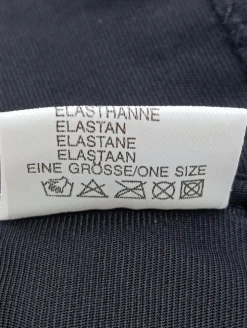 ELASTHANNE
ELASTAN
ELASTANE
ELASTAAN
EINE GRÖSSE/ONE SIZE